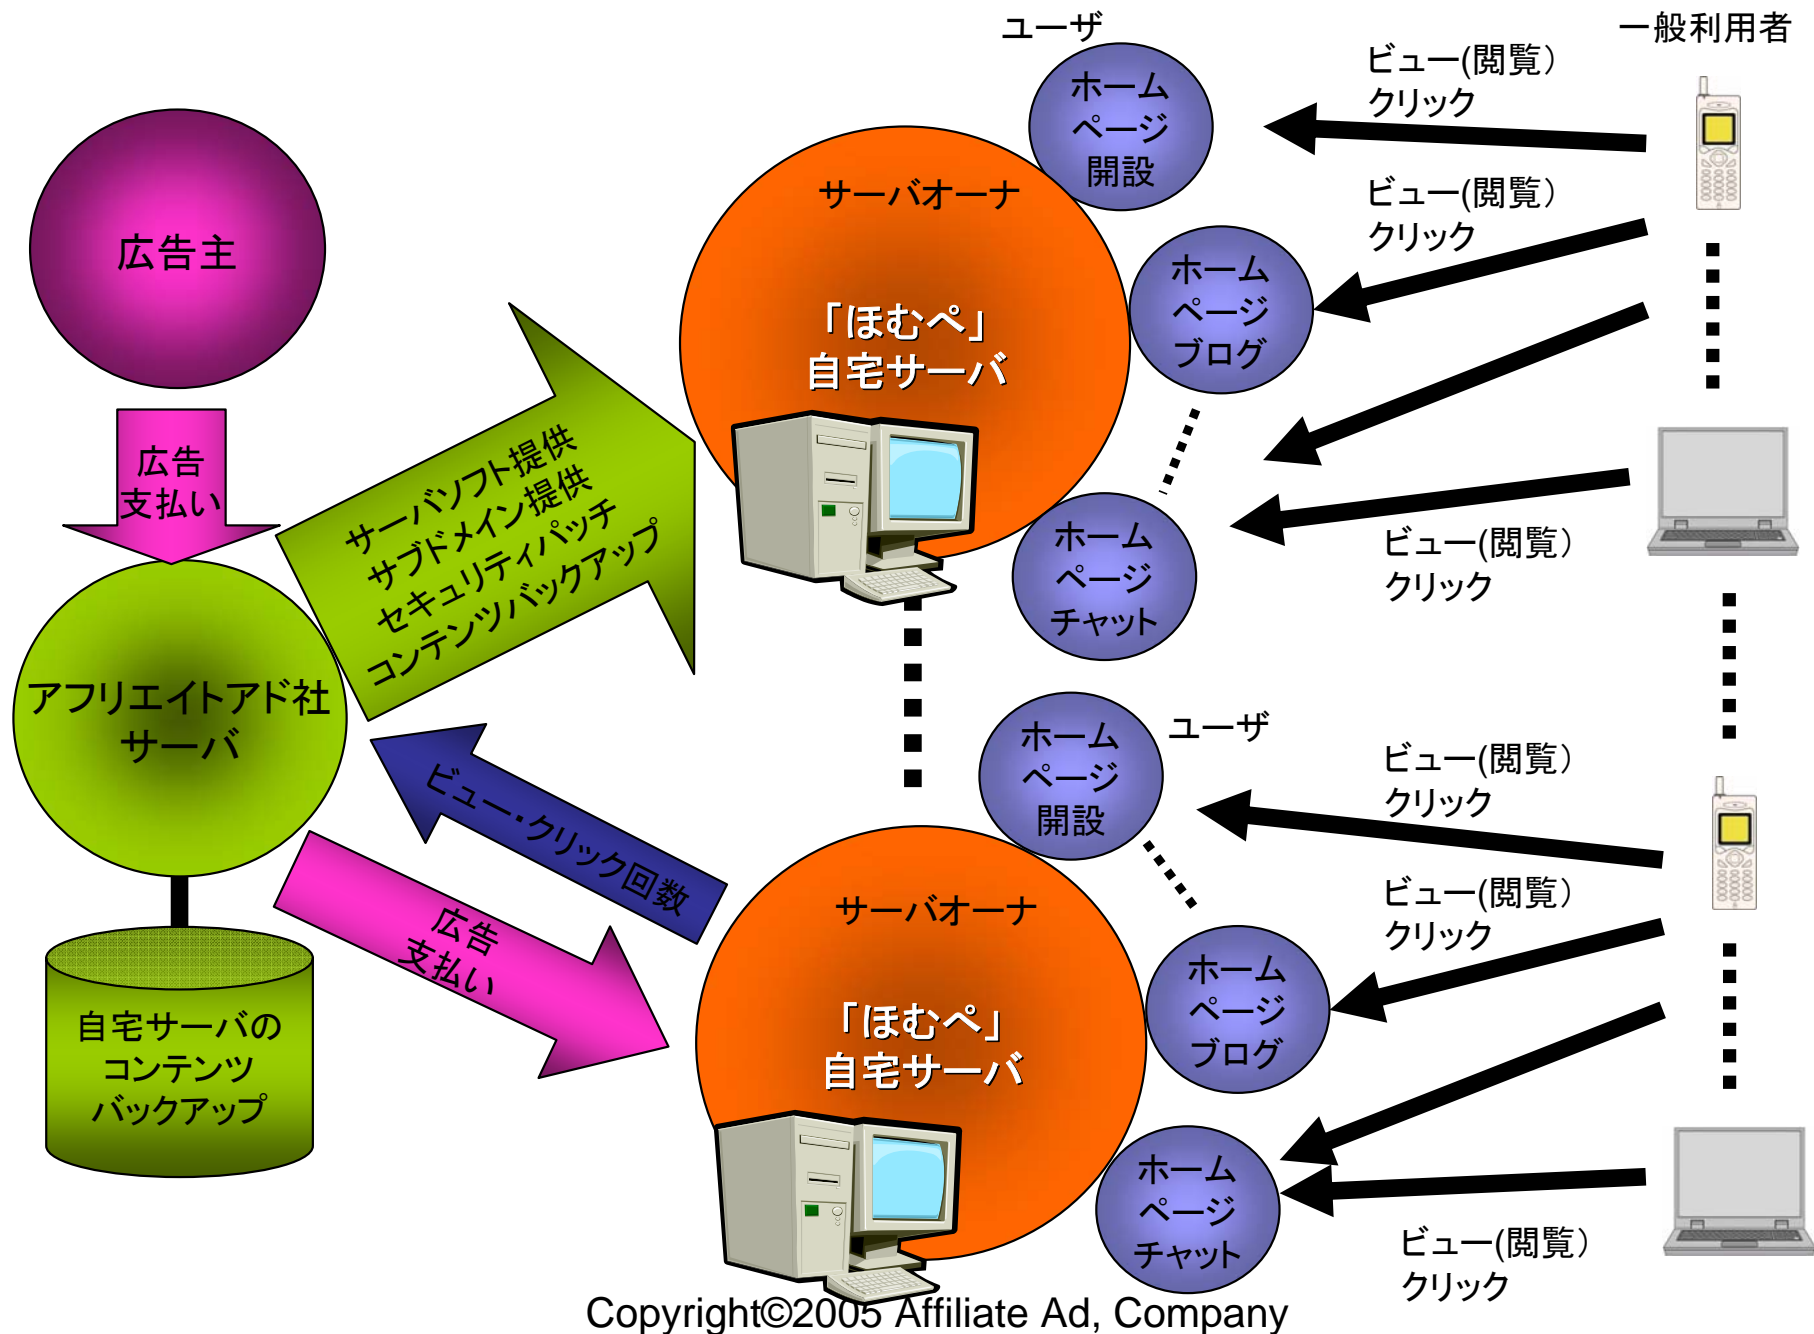 ユーザ
一般利用者
ホーム
ページ
開設
ビュー(閲覧）
クリック
サーバオーナ
ビュー(閲覧）
クリック
広告主
ホーム
ページ
ブログ
「ほむペ」
自宅サーバ
広告
支払い
サーバソフト提供
サブドメイン提供
セキュリティパッチ
コンテンツバックアップ
ホーム
ページ
チャット
ビュー(閲覧）
クリック
アフリエイトアド社
サーバ
ホーム
ページ
開設
ユーザ
ビュー(閲覧）
クリック
ビュー・クリック回数
広告
支払い
サーバオーナ
ビュー(閲覧）
クリック
ホーム
ページ
ブログ
「ほむペ」
自宅サーバ
自宅サーバの
コンテンツ
バックアップ
ホーム
ページ
チャット
ビュー(閲覧）
クリック
Copyright©2005 Affiliate Ad, Company